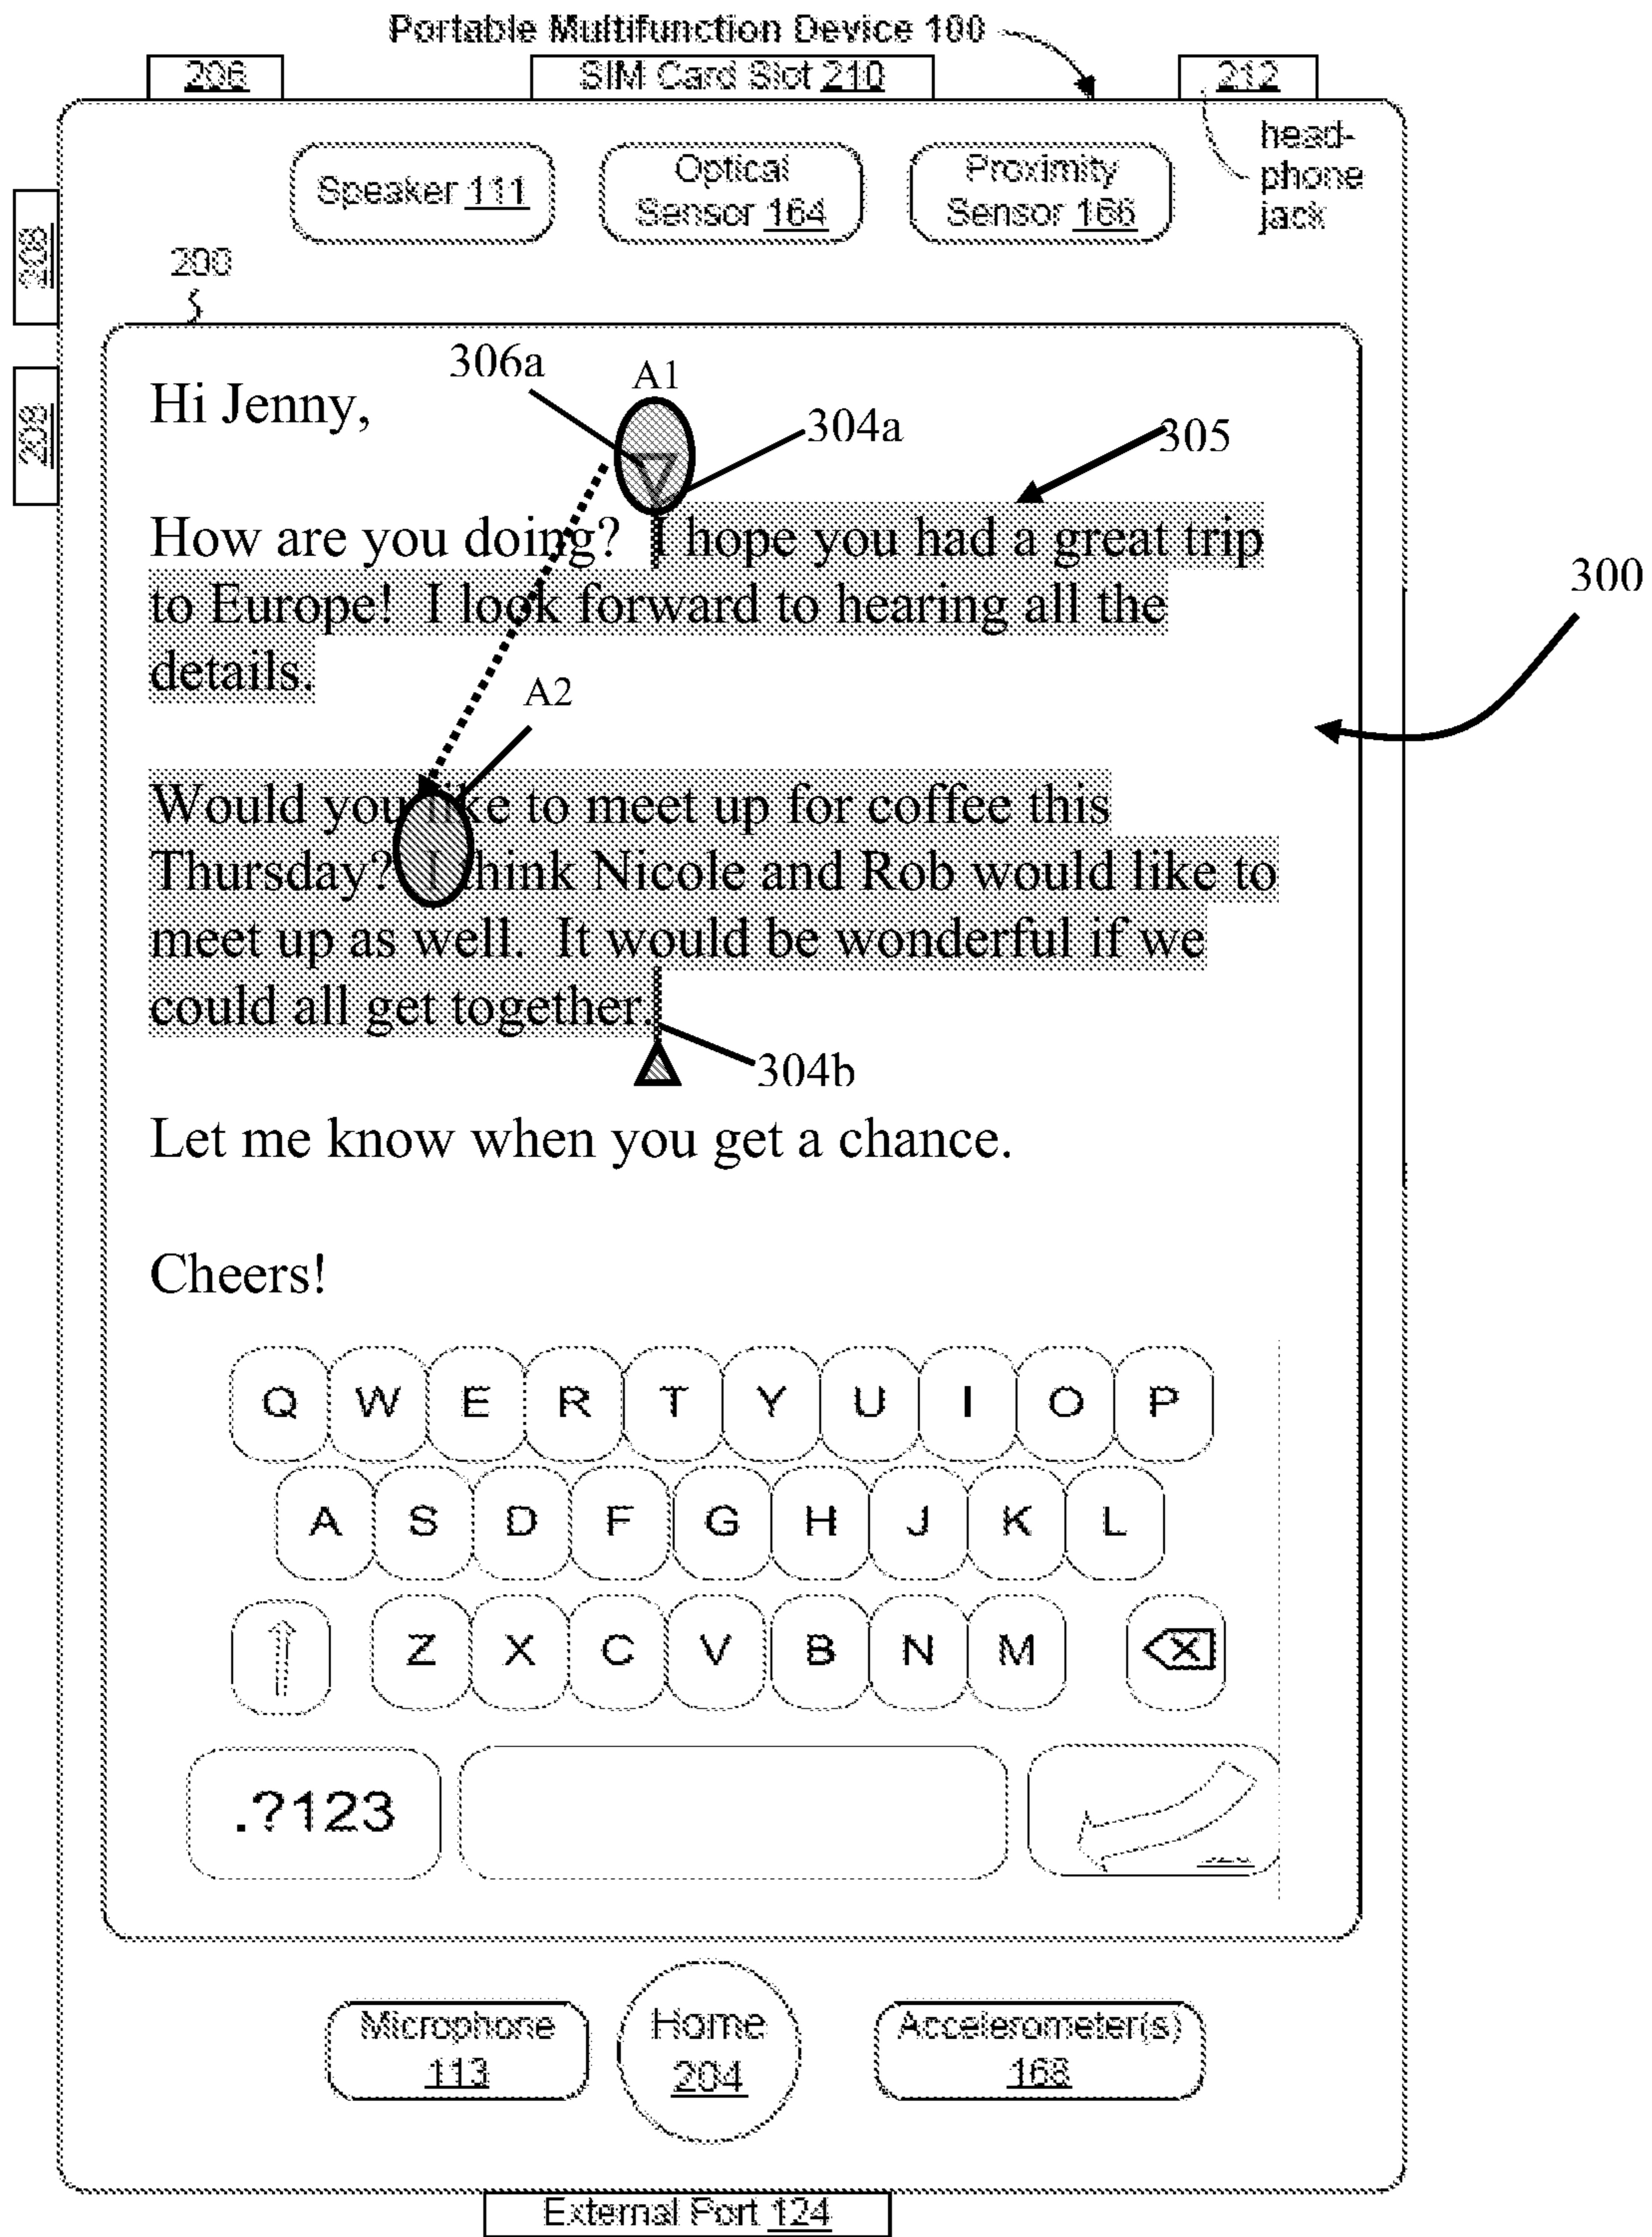 Portable Multifunction Device 100
206
SIM Card Slot 210
212
head-
phone
jack
Speaker 111
Optical
Sensor 164
Proximity
Sensor 166
208
200
208
306a
A1
304a
305
Hi Jenny,
How are you doing?  I hope you had a great trip
300
to Europe!  I look forward to hearing all the
details.
A2
Would you like to meet up for coffee this
Thursday?  I think Nicole and Rob would like to
meet up as well.  It would be wonderful if we
could all get together.
304b
Let me know when you get a chance.
Cheers!
Q W E R T Y U I O P
A S D F G H J K L
Z X C V B N M X
.?123
Microphone
113
Home
204
Accelerometer(s)
168
External Port 124